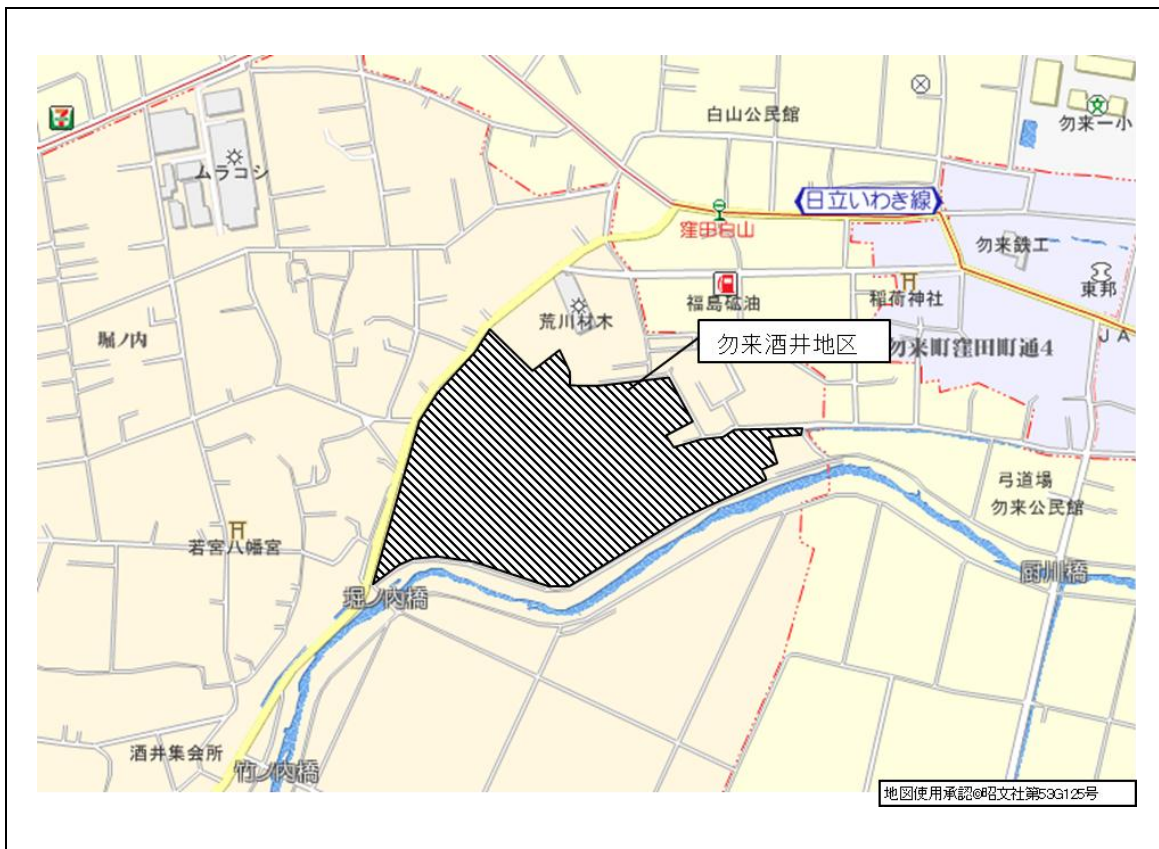 白山公民館
勿来一小
ムラコシ
日立いわき線
窪田白山
勿来鉄工
東邦
稲荷神社
福島砿油
荒川材木
堀ノ内
勿来酒井地区
勿来町窪田町通4
JA
弓道場
勿来公民館
若宮八幡宮
厨川橋
堀ノ内橋
酒井集会所
竹ノ内橋
地図使用承認©昭文社第53G125号